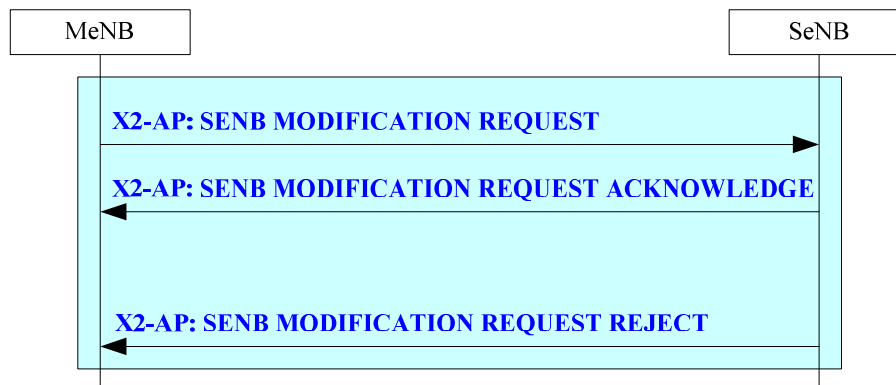 MeNB
SeNB
X2-AP: SENB MODIFICATION REQUEST
X2-AP: SENB MODIFICATION REQUEST ACKNOWLEDGE
X2-AP: SENB MODIFICATION REQUEST REJECT